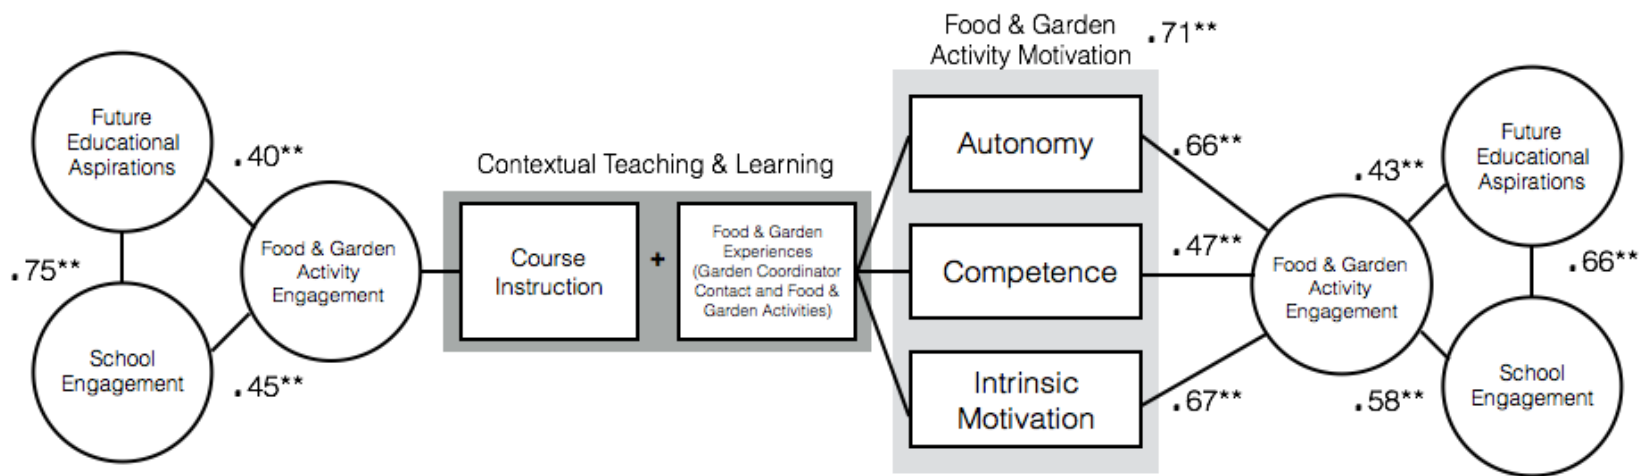 Future
Educational
Aspirations
.40**
.75**
Food & Garden
Activity
Engagement
School
Engagement
.45**
Contextual Teaching & Learning
Course
Instruction
+
Food & Garden
Experiences
(Garden Coordinator
Contact and Food &
Garden Activities)
Food & Garden
Activity Motivation
.71**
Autonomy
Competence
Intrinsic
Motivation
.66**
.47**
.67**
Food & Garden
Activity
Engagement
.43**
Future
Educational
Aspirations
.66**
.58**
School
Engagement